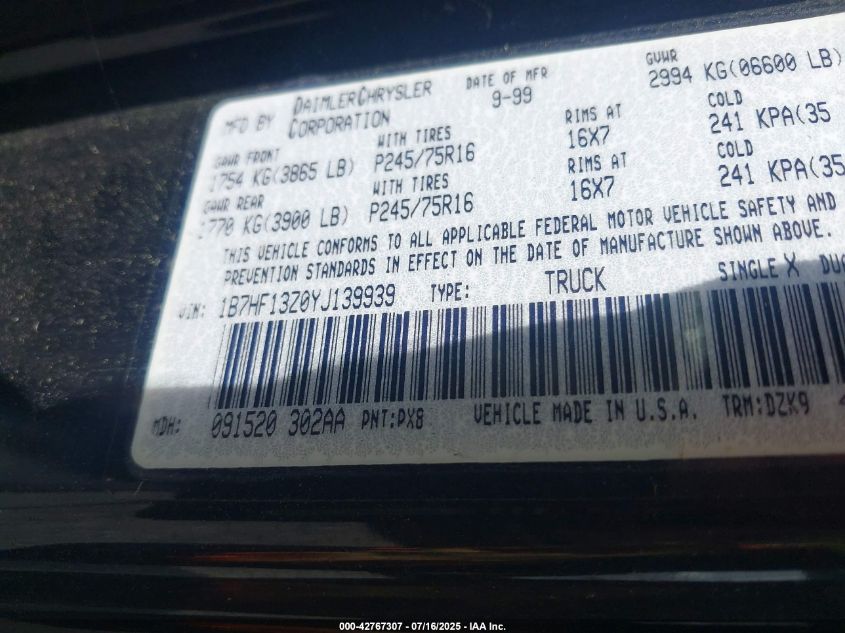 MFD BY DAIMLERCHRYSLER CORPORATION DATE OF MFR 9-99 GVWR 2994 KG(06600 LB)
GAWR FRONT WITH TIRES RIMS AT COLD
1754 KG(3865 LB) P245/75R16 16X7 241 KPA(35
GAWR REAR WITH TIRES RIMS AT COLD
1770 KG(3900 LB) P245/75R16 16X7 241 KPA(35
THIS VEHICLE CONFORMS TO ALL APPLICABLE FEDERAL MOTOR VEHICLE SAFETY AND
PREVENTION STANDARDS IN EFFECT ON THE DATE OF MANUFACTURE SHOWN ABOVE.
VIN: 1B7HF13Z0YJ139939 TYPE: TRUCK SINGLE X DUA
MDH: 091520 302AA PNT:PX8 VEHICLE MADE IN U.S.A. TRM:DZK9
000-42767307 - 07/16/2025 - IAA Inc.